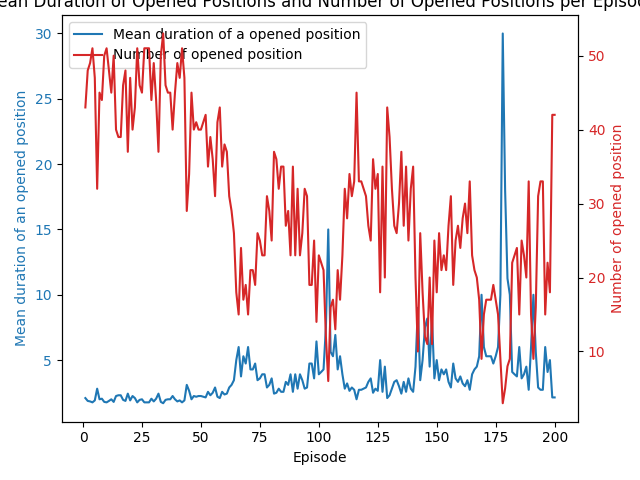 ean Duration of Opened Positions and Number of Opened Positions per Episod
Mean duration of a opened position
Number of opened position
Mean duration of an opened position
30
25
20
15
10
5
50
40
30
20
10
Number of opened position
0 25 50 75 100 125 150 175 200
Episode